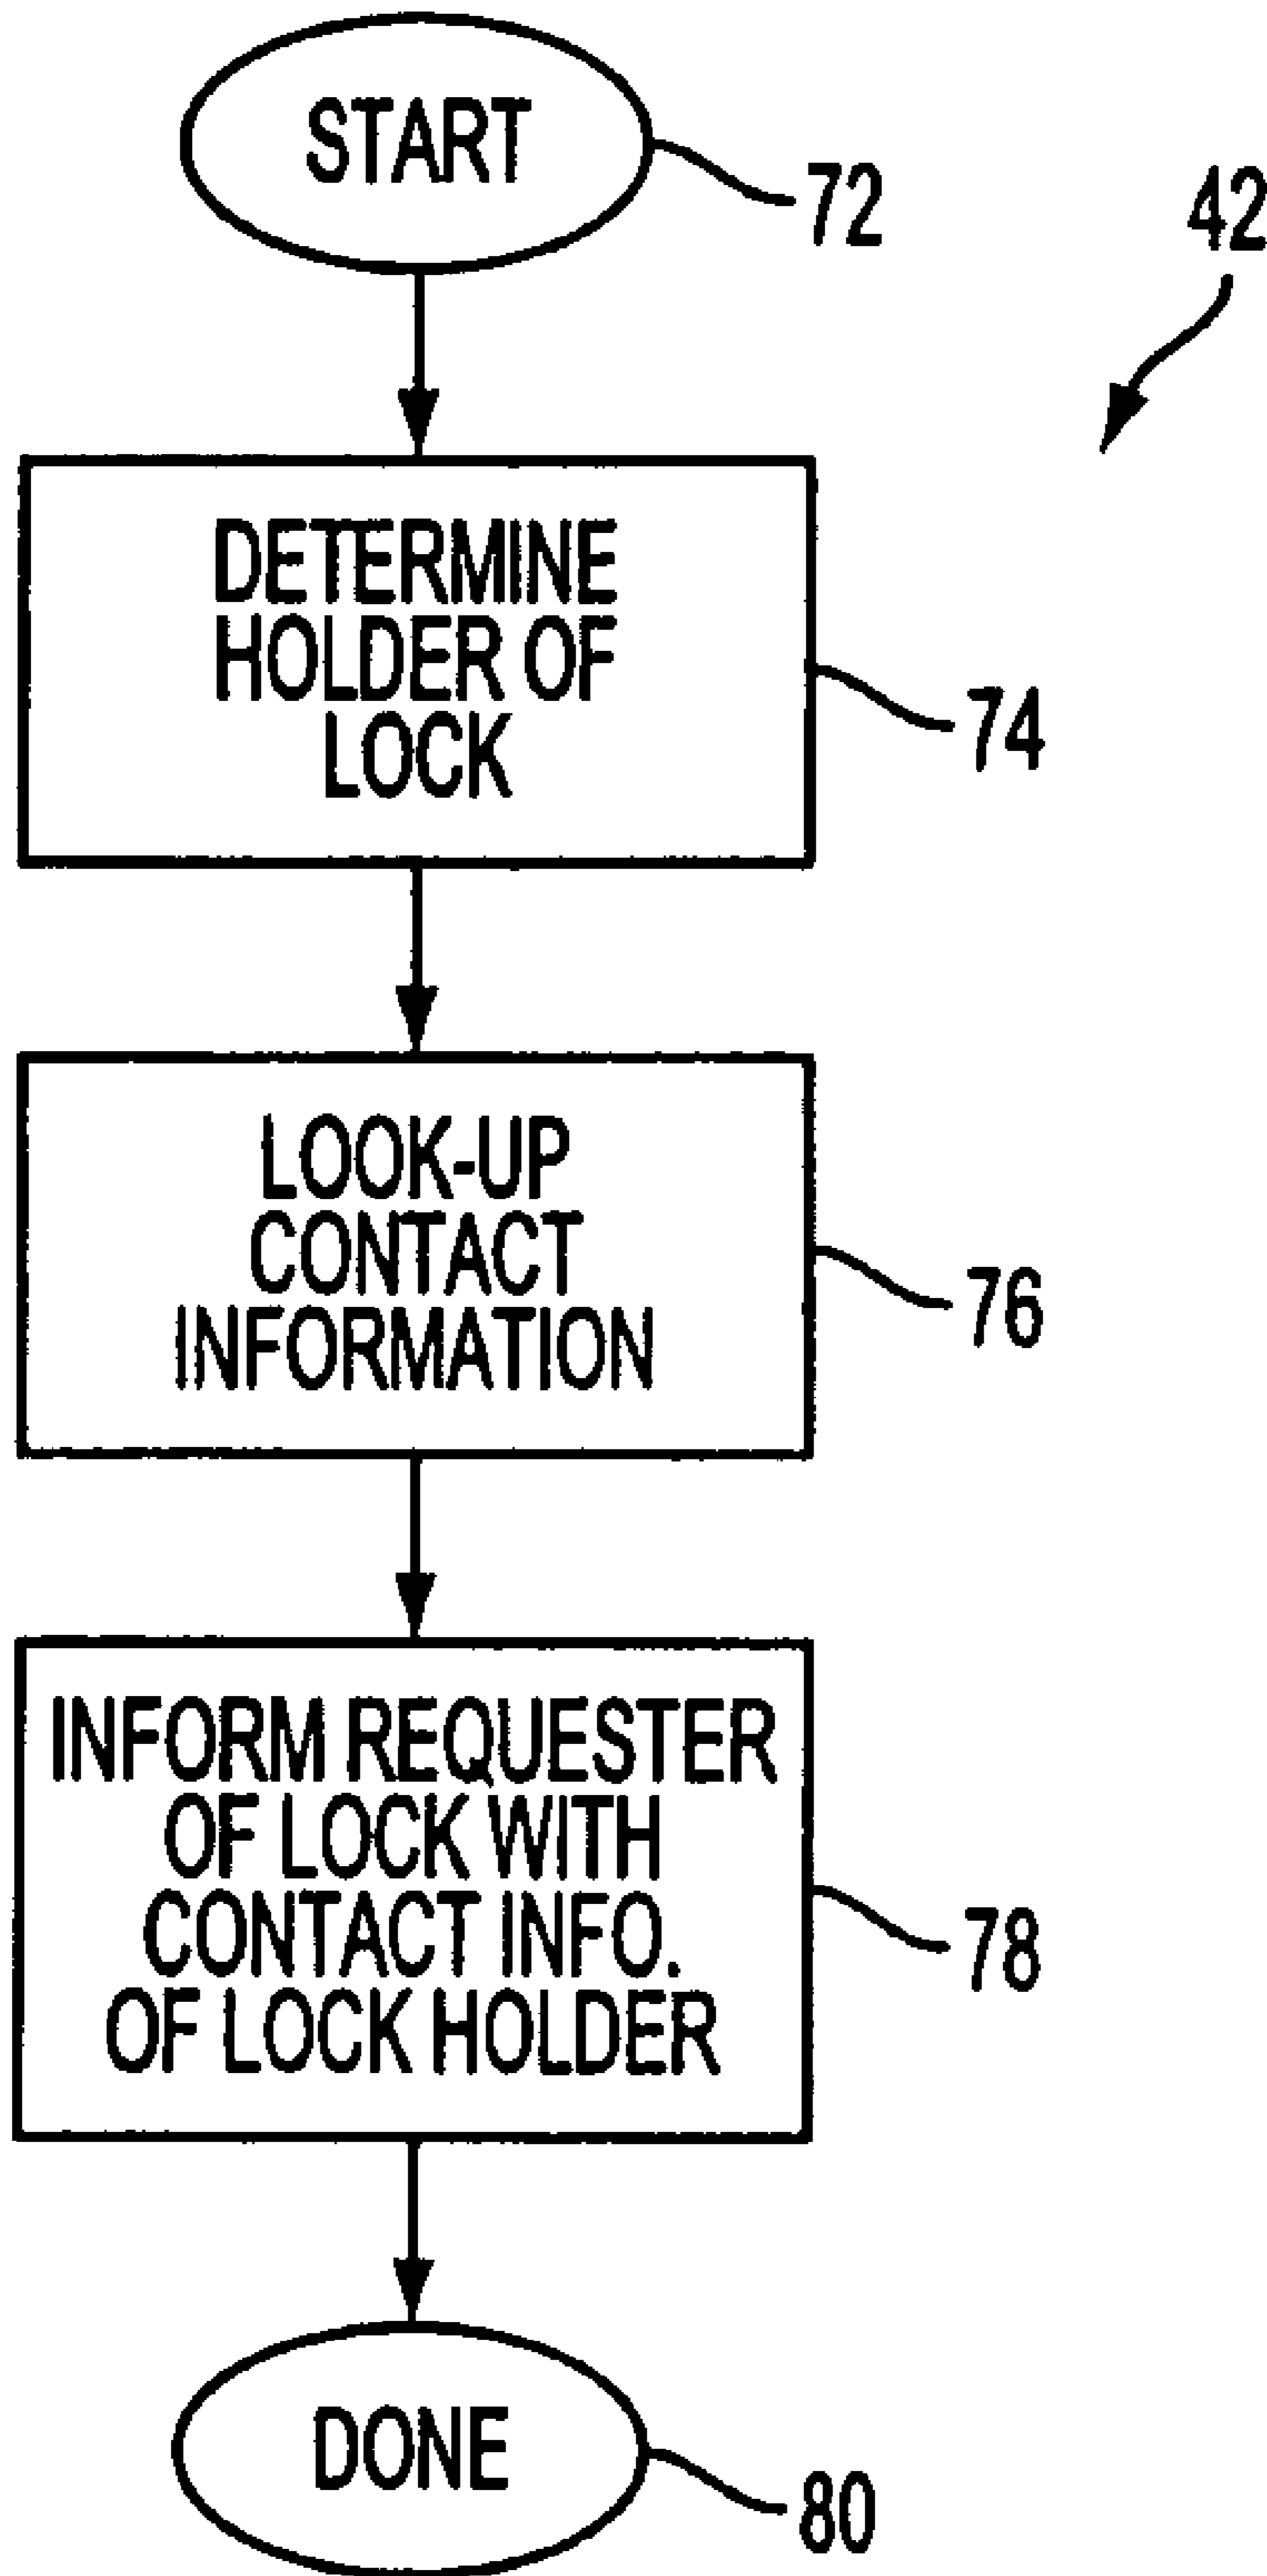 START
72
42
DETERMINE
HOLDER OF
LOCK
74
LOOK-UP
CONTACT
INFORMATION
76
INFORM REQUESTER
OF LOCK WITH
CONTACT INFO.
OF LOCK HOLDER
78
DONE
80